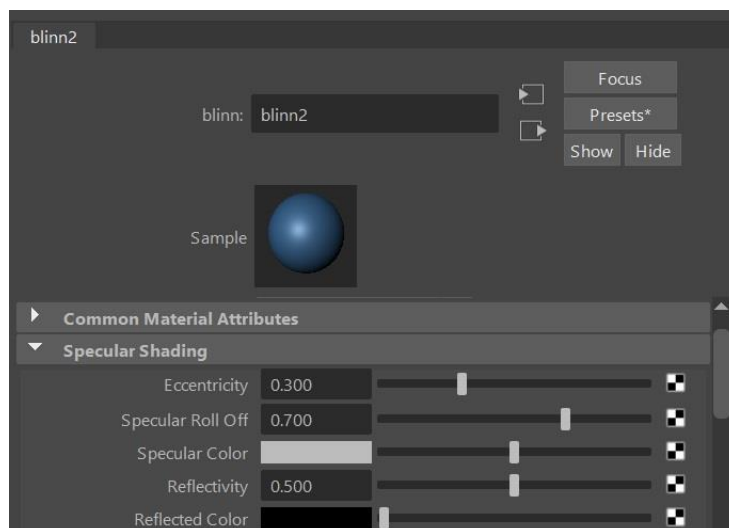 blinn2
Focus
blinn: blinn2
Presets*
Show Hide
Sample
Common Material Attributes
Specular Shading
Eccentricity 0.300
Specular Roll Off 0.700
Specular Color
Reflectivity 0.500
Reflected Color